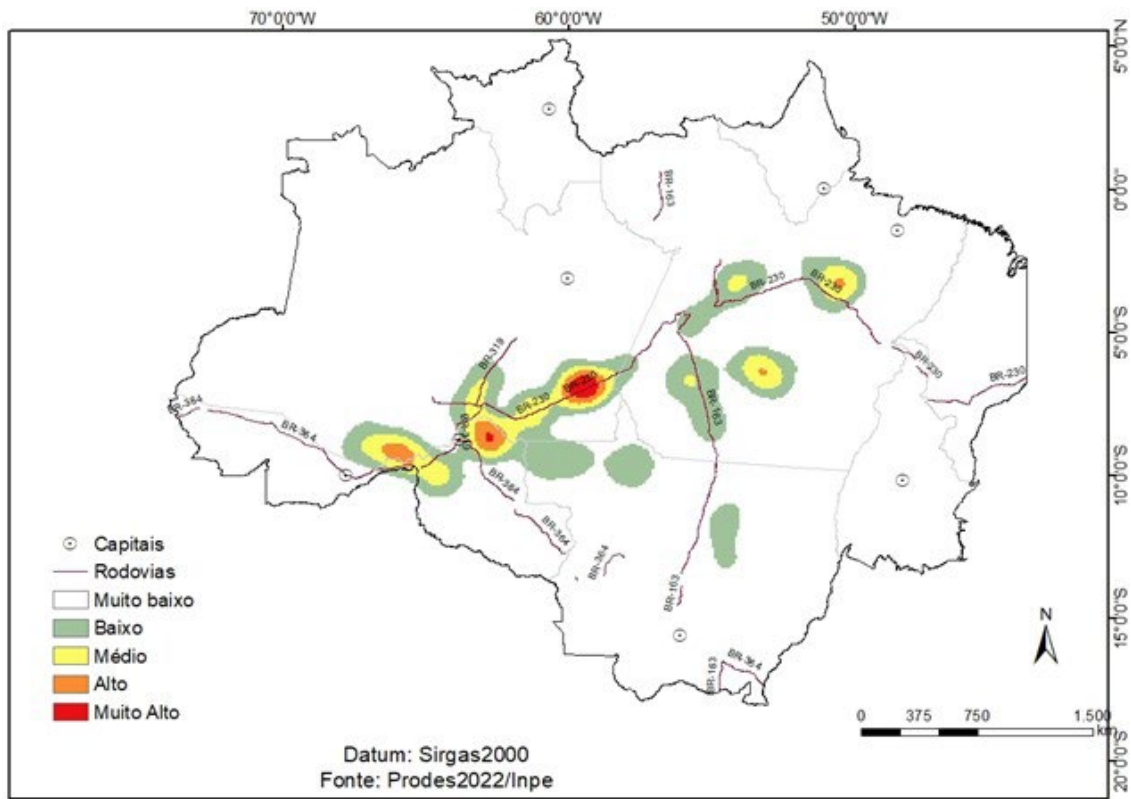 70°0'0"W 60°0'0"W 50°0'0"W
5°0'0"N
0°0'0"
5°0'0"S
10°0'0"S
15°0'0"S
20°0'0"S
BR-163
BR-230
BR-230
BR-319
BR-230
BR-230
BR-230
BR-230
BR-163
BR-364
BR-364
BR-364
BR-364
BR-364
BR-163
BR-163
BR-364
Capitais
Rodovias
Muito baixo
Baixo
Médio
Alto
Muito Alto
N
0 375 750 1.500
km
Datum: Sirgas2000
Fonte: Prodes2022/Inpe